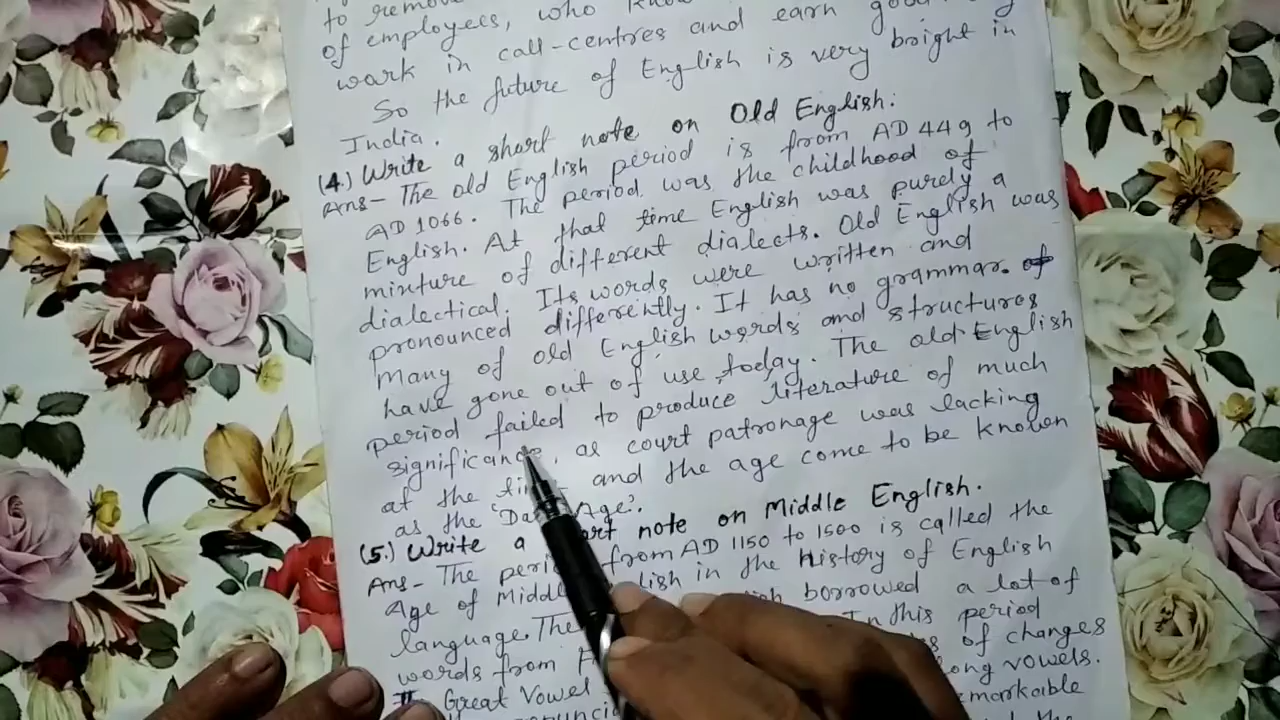 to remov
of employees, who
work in call-centres and earn good
So the future of English is very bright in
India.
(4.) Write a short note on Old English.
Ans- The old English period is from AD 449 to
AD 1066. The period was the childhood of
English. At that time English was purely a
mixture of different dialects. Old English was
dialectical. Its words were written and
pronounced differently. It has no grammar.
Many of old English words and structures
have gone out of use today. The old English
period failed to produce literature of much
significance, as court patronage was lacking
at the and the age come to be known
as the 'Da Age'.
(5.) Write a note on Middle English.
Ans- The from AD 1150 to 1500 is called the
Age of in the History of English
language. The borrowed a lot of
words from In this period
of changes
Great Vowel long vowels.